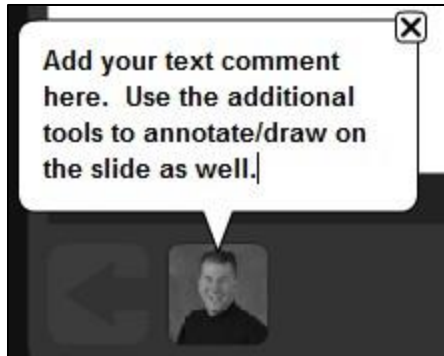 Add your text comment
here.  Use the additional
tools to annotate/draw on
the slide as well.